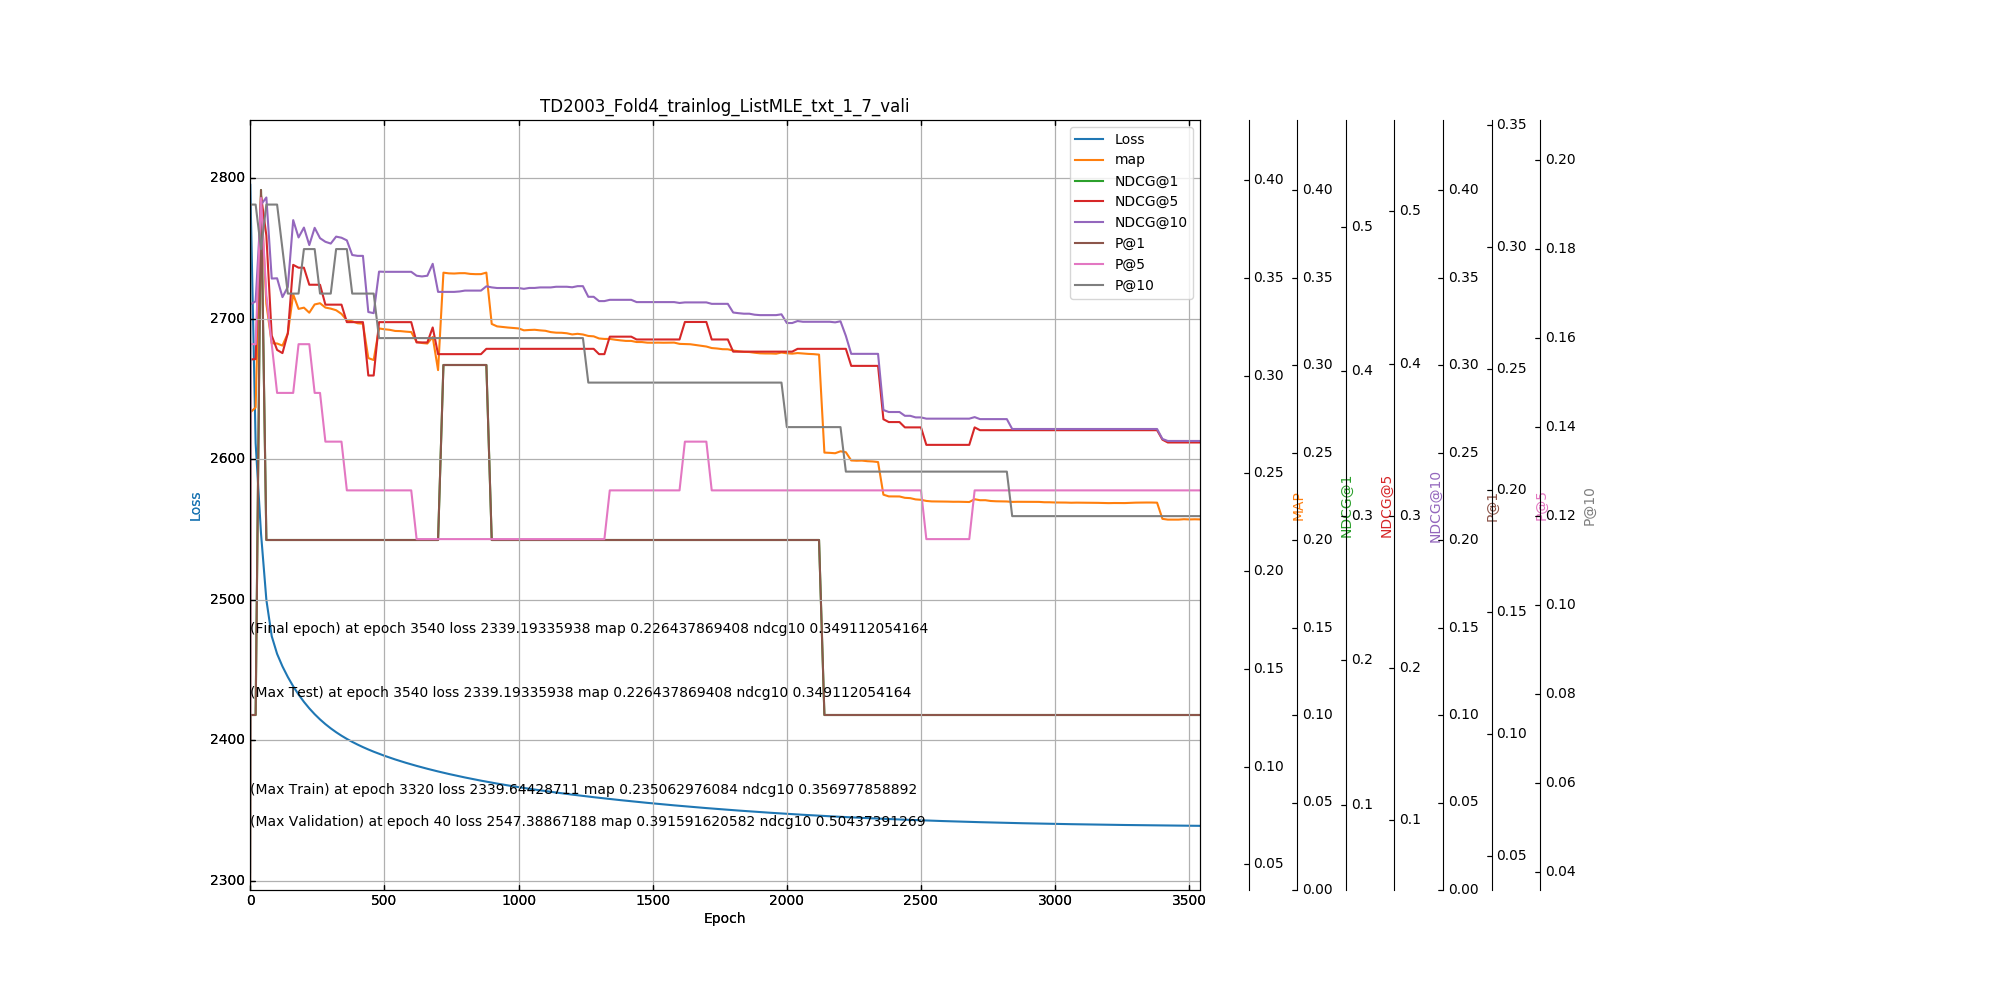 TD2003_Fold4_trainlog_ListMLE_txt_1_7_vali
Loss
map
NDCG@1
NDCG@5
NDCG@10
P@1
P@5
P@10
2800
2700
2600
2500
2400
2300
Loss
(Final epoch) at epoch 3540 loss 2339.19335938 map 0.226437869408 ndcg10 0.349112054164
(Max Test) at epoch 3540 loss 2339.19335938 map 0.226437869408 ndcg10 0.349112054164
(Max Train) at epoch 3320 loss 2339.64428711 map 0.235062976084 ndcg10 0.356977858892
(Max Validation) at epoch 40 loss 2547.38867188 map 0.391591620582 ndcg10 0.50437391269
0 500 1000 1500 2000 2500 3000 3500
Epoch
0.40
0.35
0.30
0.25
0.20
0.15
0.10
0.05
MAP
0.40
0.35
0.30
0.25
0.20
0.15
0.10
0.05
0.00
NDCG@1
0.5
0.4
0.3
0.2
0.1
NDCG@5
0.5
0.4
0.3
0.2
0.1
NDCG@10
0.40
0.35
0.30
0.25
0.20
0.15
0.10
0.05
0.00
P@1
0.35
0.30
0.25
0.20
0.15
0.10
0.05
P@5
0.20
0.18
0.16
0.14
0.12
0.10
0.08
0.06
0.04
P@10